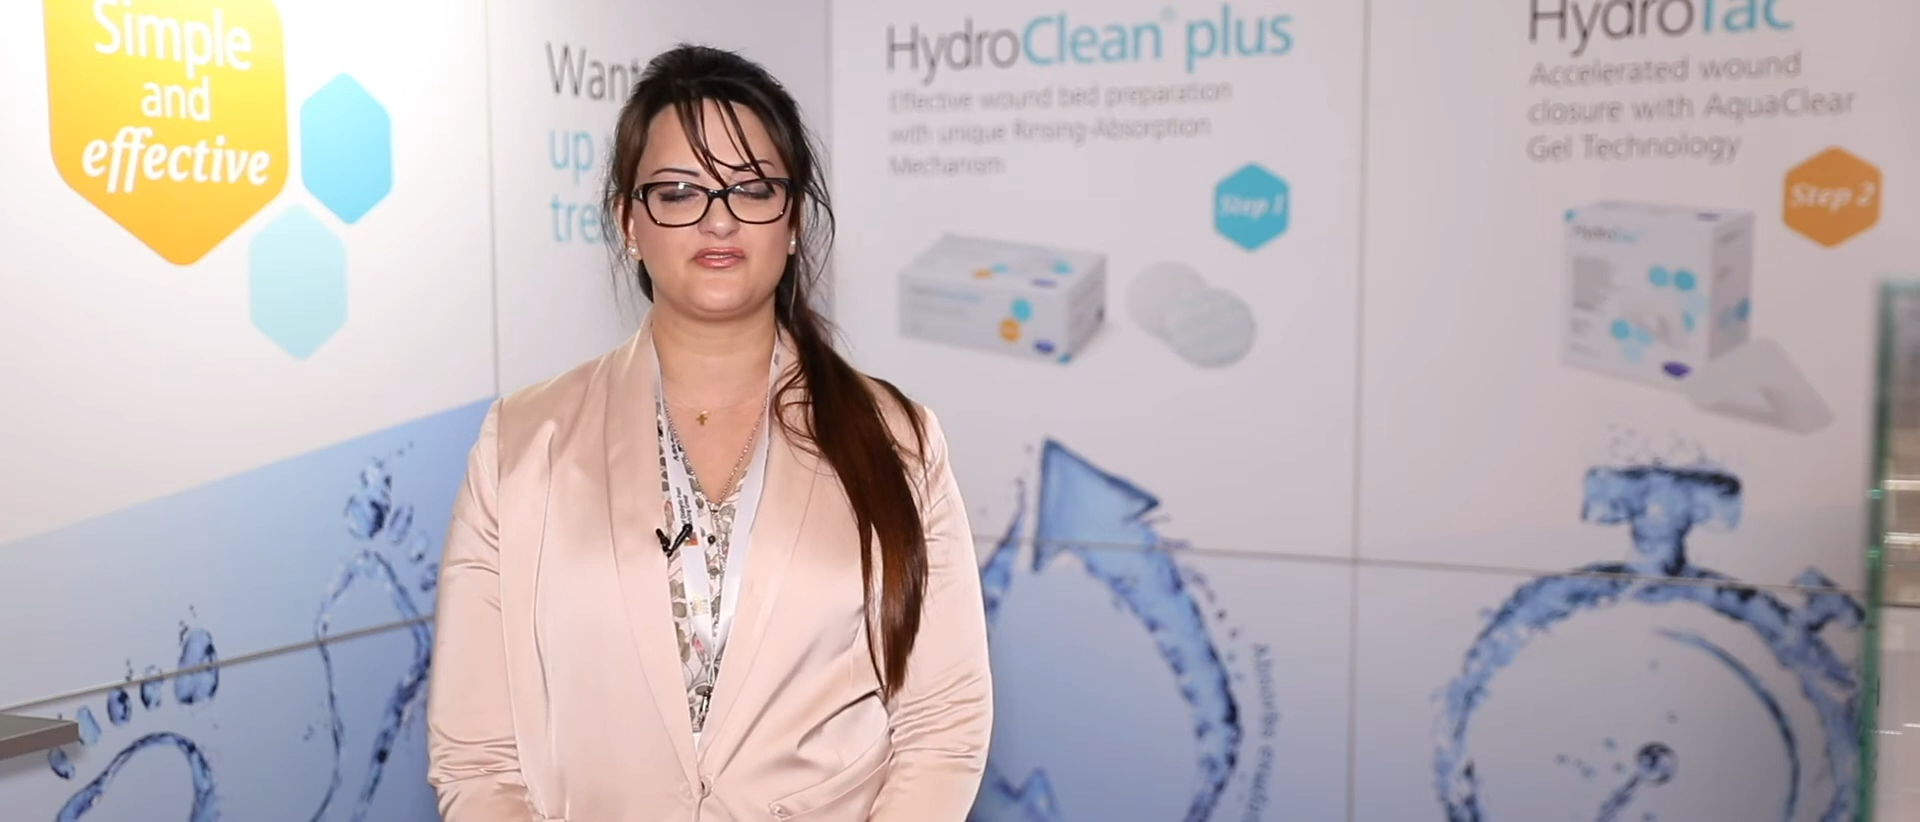 Simple
and
effective
Want
up
HydroClean® plus
Effective wound bed preparation
with unique Rinsing-Absorption
Mechanism
Step 1
HydroTac
Accelerated wound
closure with AquaClear
Gel Technology
Step 2
HydroTac